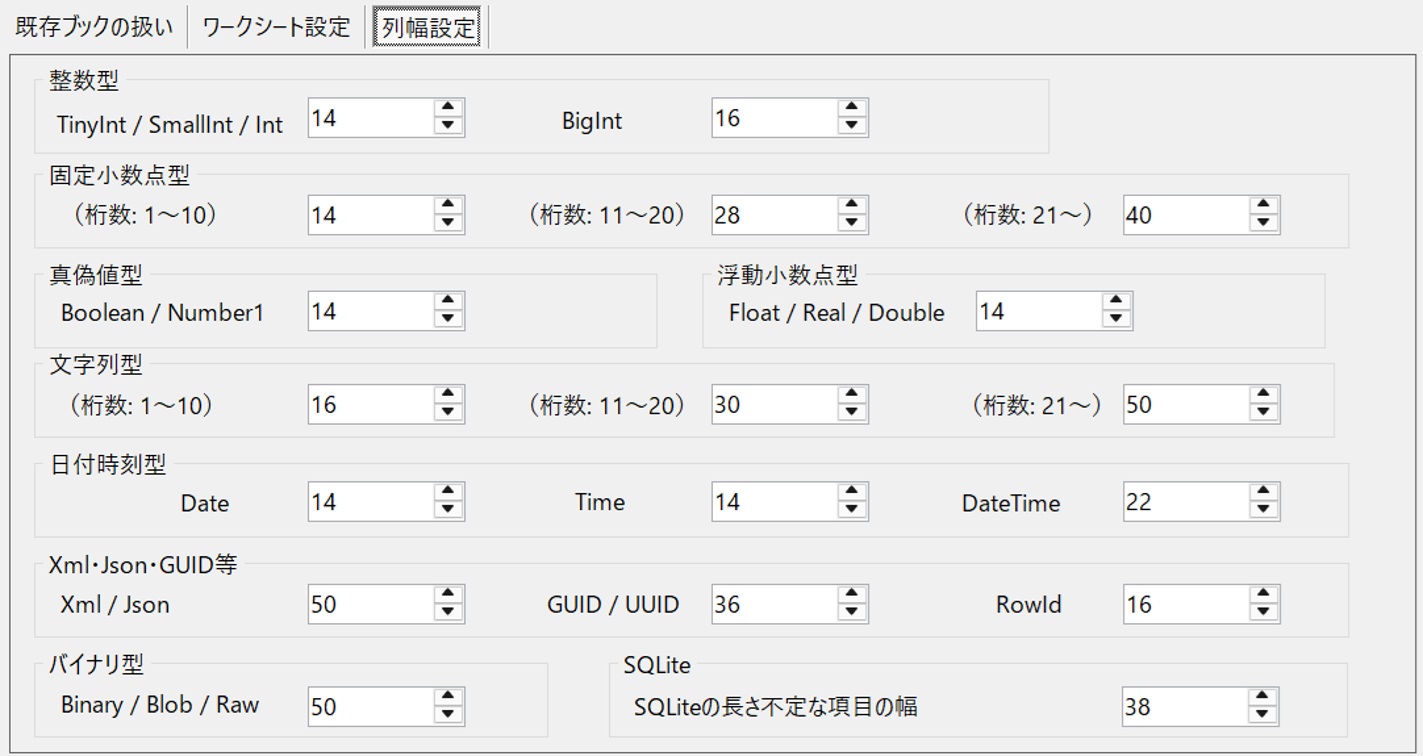 既存ブックの扱い ワークシート設定 列幅設定
整数型
TinyInt / SmallInt / Int 14 BigInt 16
固定小数点型
（桁数: 1～10） 14 （桁数: 11～20） 28 （桁数: 21～） 40
真偽値型 浮動小数点型
Boolean / Number1 14 Float / Real / Double 14
文字列型
（桁数: 1～10） 16 （桁数: 11～20） 30 （桁数: 21～） 50
日付時刻型
Date 14 Time 14 DateTime 22
Xml・Json・GUID等
Xml / Json 50 GUID / UUID 36 RowId 16
バイナリ型 SQLite
Binary / Blob / Raw 50 SQLiteの長さ不定な項目の幅 38